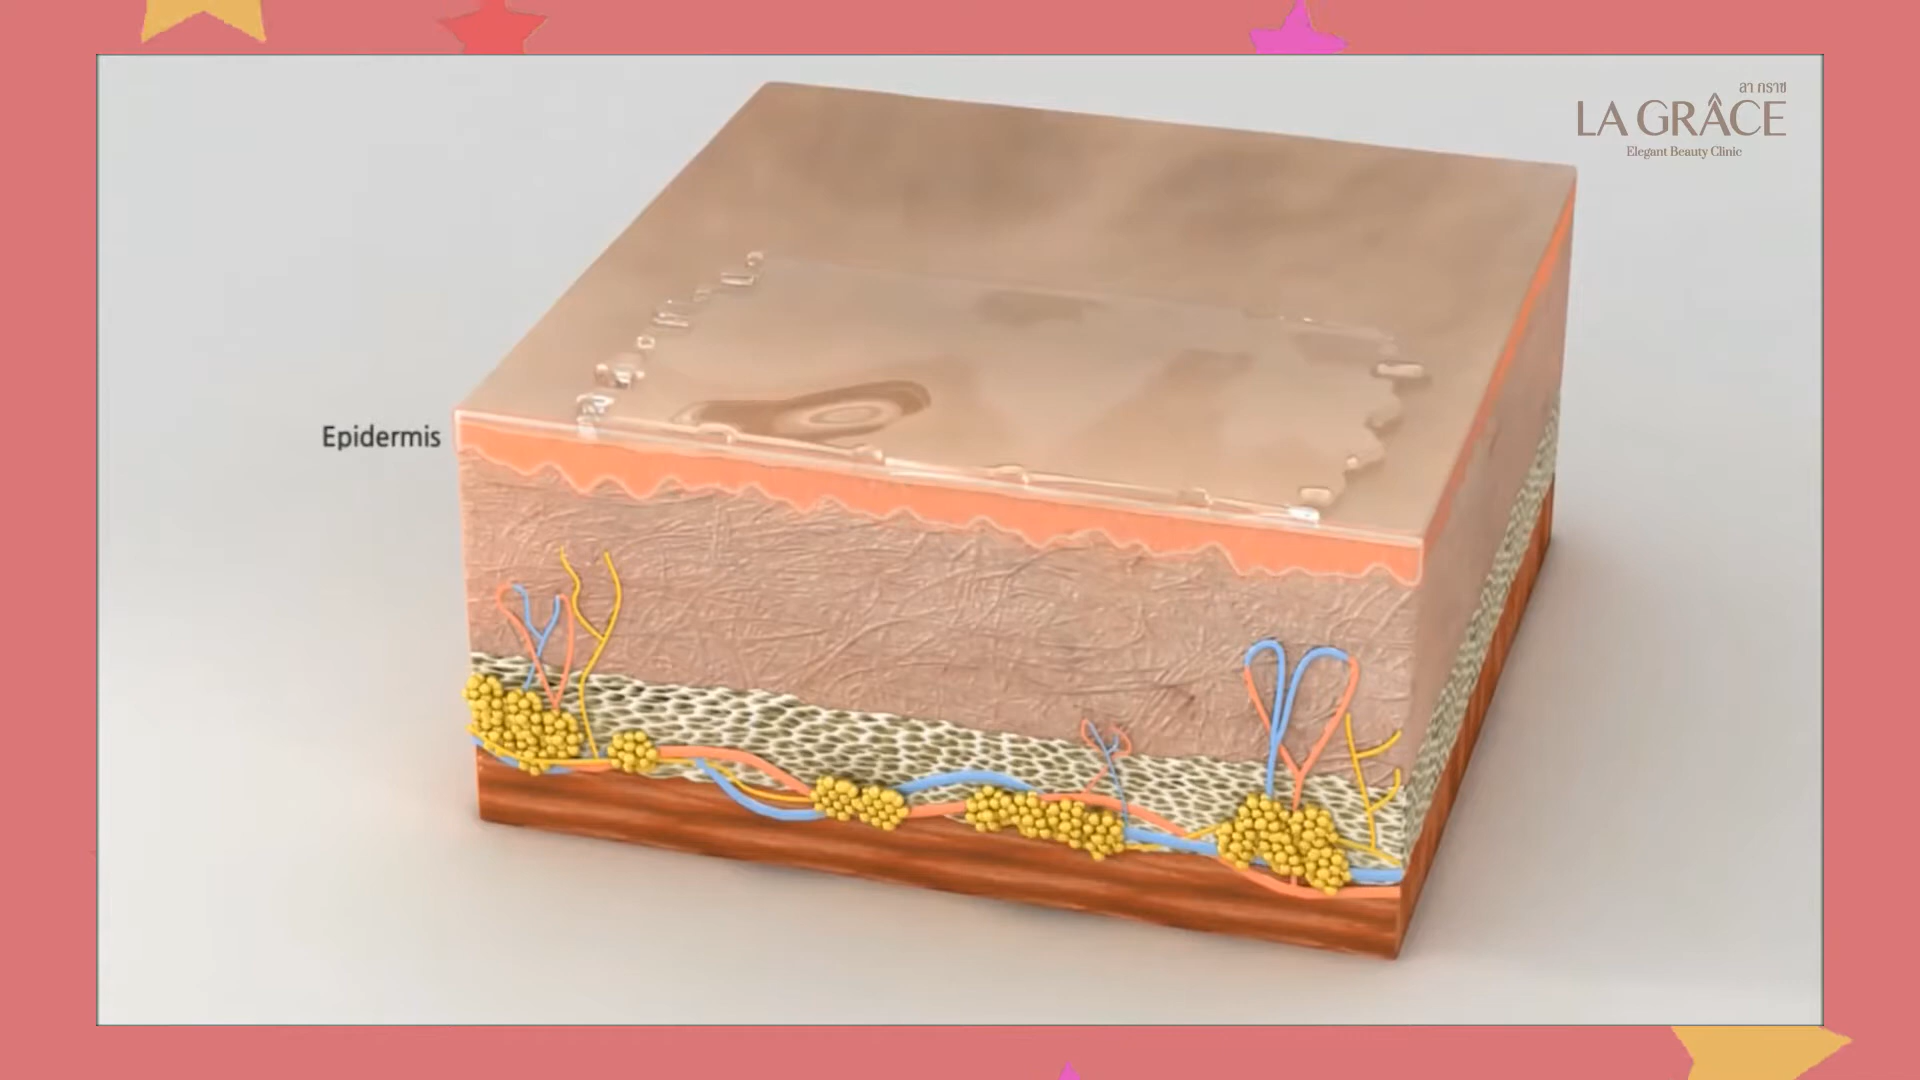 ลา กราซ
LA GRÂCE
Elegant Beauty Clinic
Epidermis